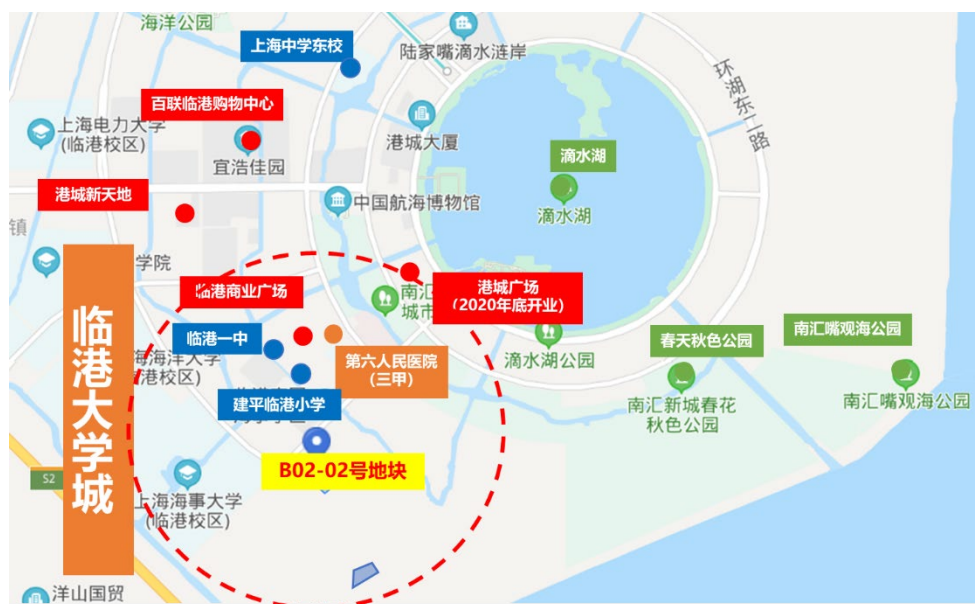 海洋公园
上海中学东校
陆家嘴滴水涟岸
环湖东二路
百联临港购物中心
上海电力大学
(临港校区)
宜浩佳园
港城大厦
滴水湖
滴水湖
港城新天地
中国航海博物馆
镇
学院
临港商业广场
港城广场
(2020年底开业)
南汇
城市
临港一中
第六人民医院
(三甲)
滴水湖公园
春天秋色公园
南汇嘴观海公园
海海洋大学
港校区)
建平临港小学
南汇新城春花
秋色公园
南汇嘴观海公园
临港大学城
B02-02号地块
S2
上海海事大学
(临港校区)
洋山国贸